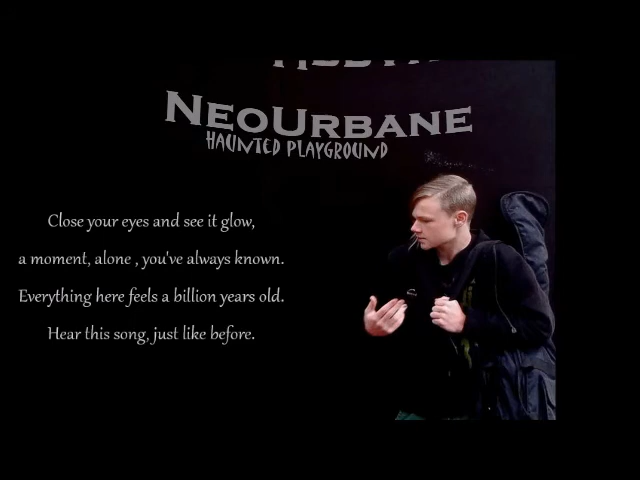 NeoUrbane
Haunted Playground
Close your eyes and see it glow,
a moment, alone , you've always known.
Everything here feels a billion years old.
Hear this song, just like before.